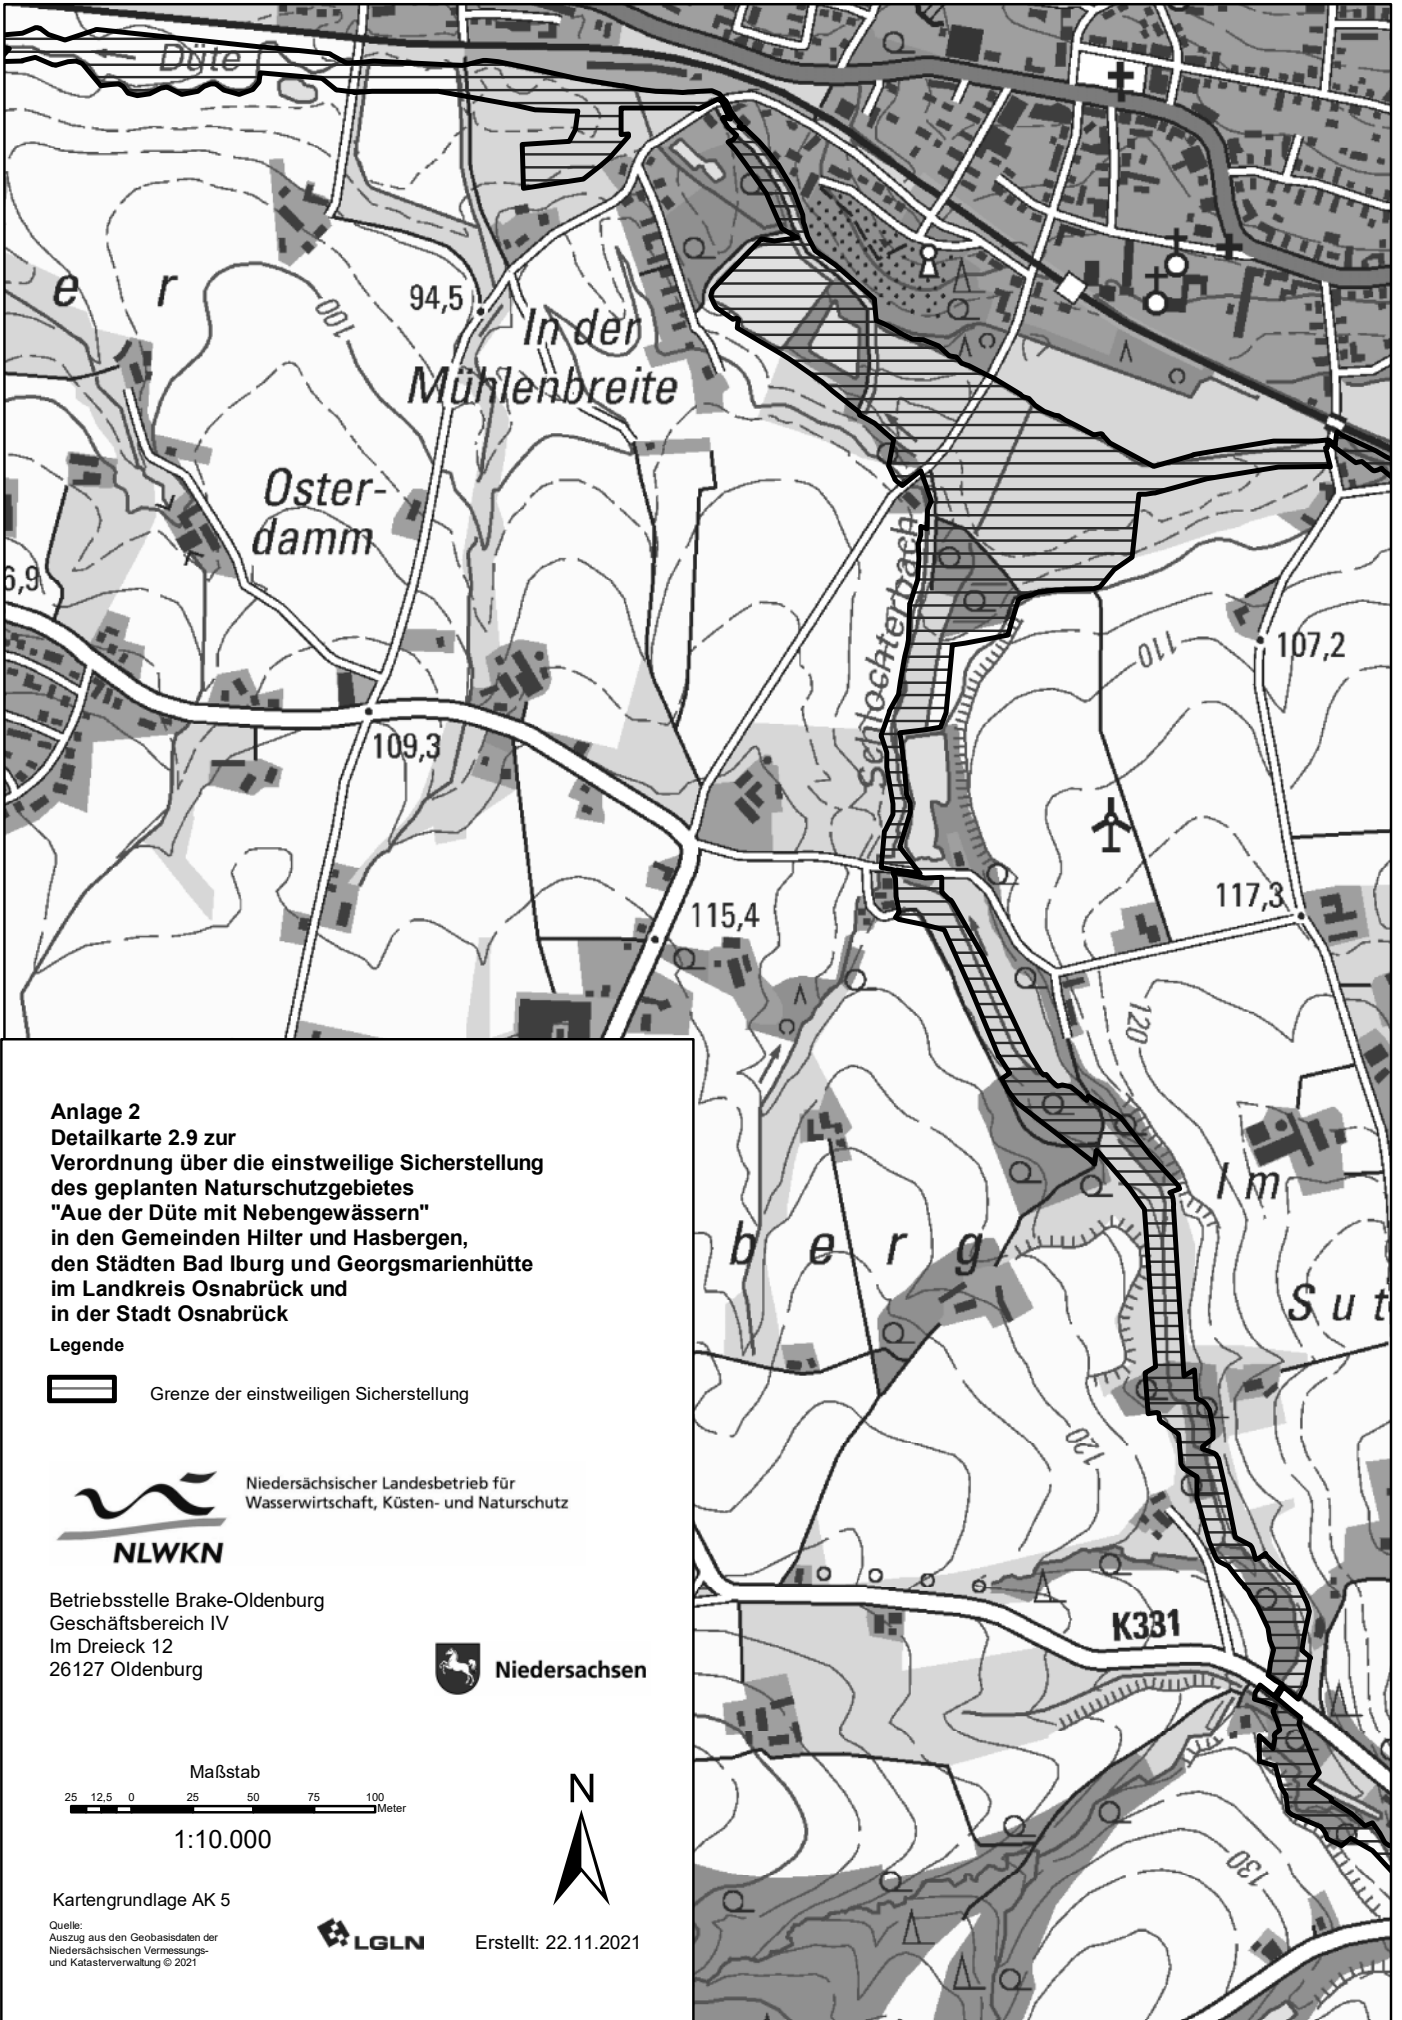 Düte
e r
100
94,5
In der
Mühlenbreite
Oster-
damm
6,9
Schlochterbach
110
107,2
109,3
117,3
115,4
120
Im
berg
Sut
120
K331
130
Anlage 2
Detailkarte 2.9 zur
Verordnung über die einstweilige Sicherstellung
des geplanten Naturschutzgebietes
"Aue der Düte mit Nebengewässern"
in den Gemeinden Hilter und Hasbergen,
den Städten Bad Iburg und Georgsmarienhütte
im Landkreis Osnabrück und
in der Stadt Osnabrück
Legende
Grenze der einstweiligen Sicherstellung
Niedersächsischer Landesbetrieb für
Wasserwirtschaft, Küsten- und Naturschutz
NLWKN
Betriebsstelle Brake-Oldenburg
Geschäftsbereich IV
Im Dreieck 12
26127 Oldenburg
Niedersachsen
Maßstab
25 12,5 0 25 50 75 100
Meter
1:10.000
N
Kartengrundlage AK 5
Quelle:
Auszug aus den Geobasisdaten der
Niedersächsischen Vermessungs-
und Katasterverwaltung © 2021
LGLN
Erstellt: 22.11.2021